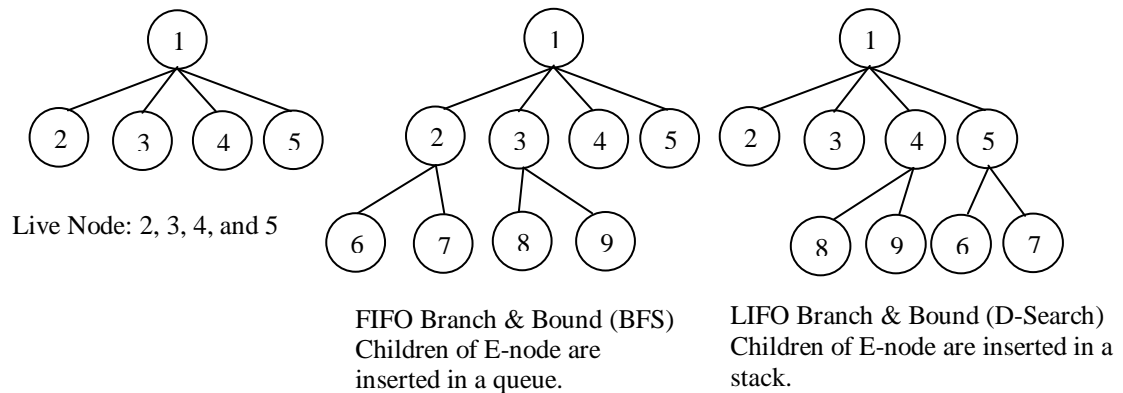 1
2 3 4 5
Live Node: 2, 3, 4, and 5
1
2 3 4 5
6 7 8 9
FIFO Branch & Bound (BFS)
Children of E-node are
inserted in a queue.
1
2 3 4 5
8 9 6 7
LIFO Branch & Bound (D-Search)
Children of E-node are inserted in a
stack.